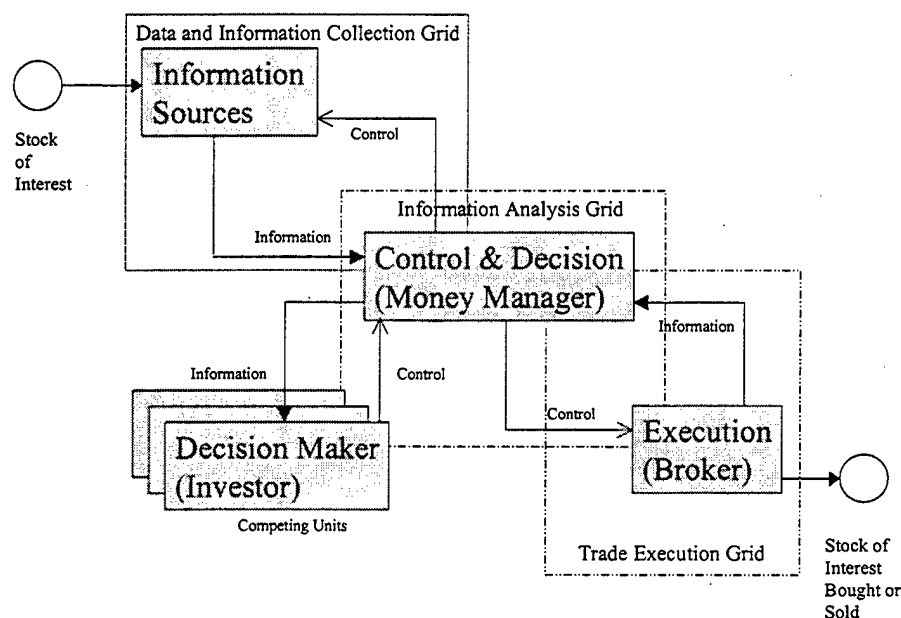 Data and Information Collection Grid
Information
Sources
Control
Stock
of
Interest
Information Analysis Grid
Information
Control & Decision
(Money Manager)
Information
Information
Control
Control
Decision Maker
(Investor)
Execution
(Broker)
Competing Units
Trade Execution Grid
Stock of
Interest
Bought or
Sold